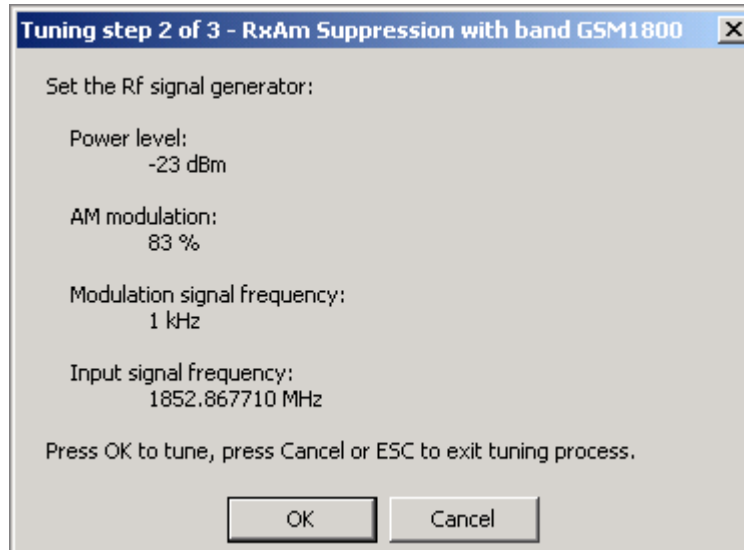 Tuning step 2 of 3 - RxAm Suppression with band GSM1800
Set the Rf signal generator:
Power level:
-23 dBm
AM modulation:
83 %
Modulation signal frequency:
1 kHz
Input signal frequency:
1852.867710 MHz
Press OK to tune, press Cancel or ESC to exit tuning process.
OK
Cancel